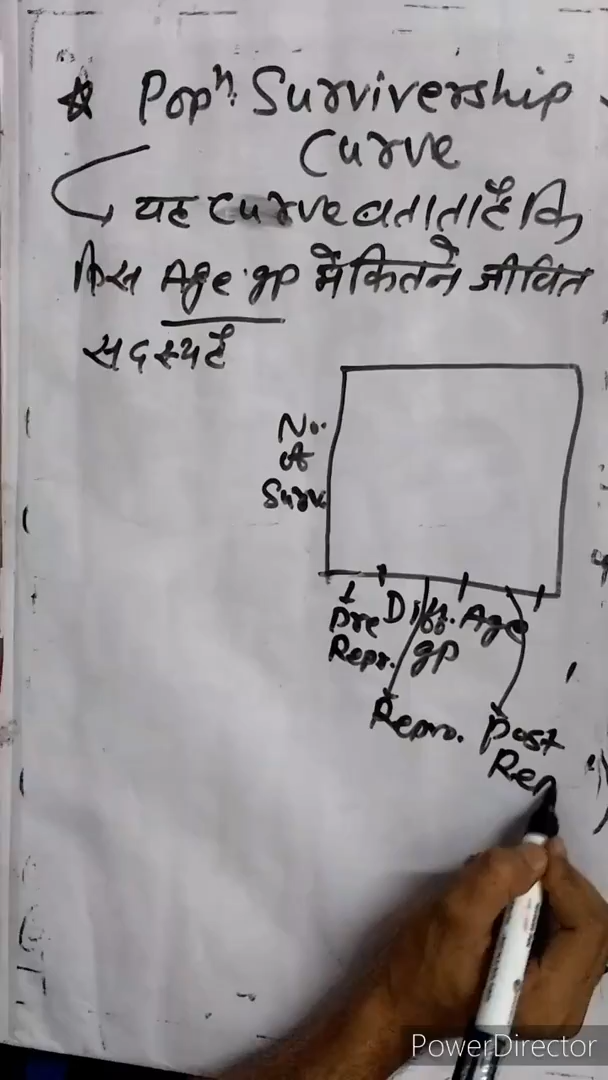 ☆ Popⁿ. Survivership
Curve
यह Curve बताता है कि
किस Age gp में कितने जीवित
सदस्य है
No.
of
Surv.
Diff. Age
gp
Pre
Repr.
Repro.
Post
Rep
PowerDirector